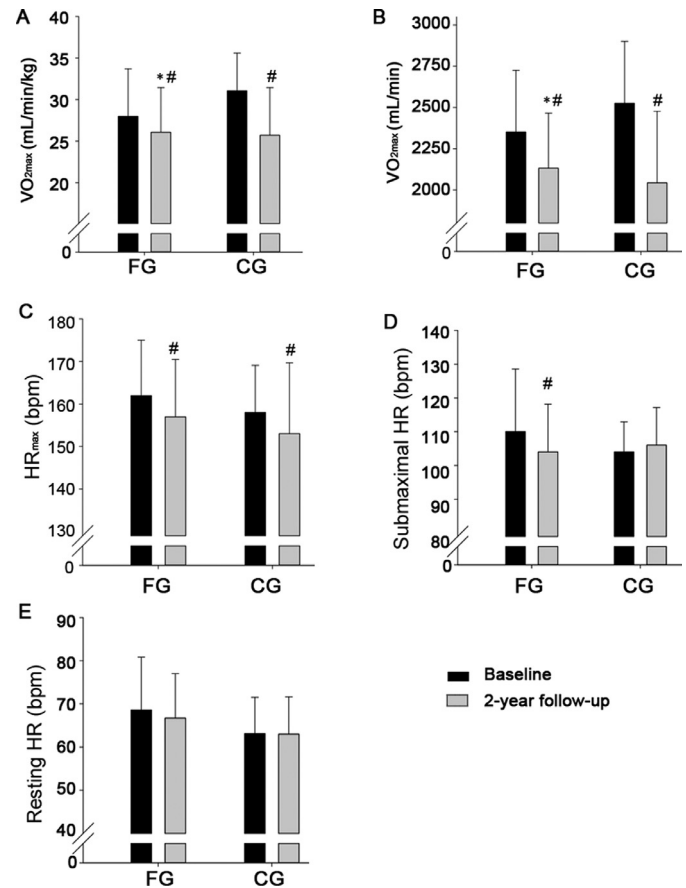 A
VO2max (mL/min/kg)
40
35
30
25
20
0
*#
#
FG
CG
B
VO2max (mL/min)
3000
2750
2500
2250
2000
0
*#
#
FG
CG
C
HRmax (bpm)
180
170
160
150
140
130
0
#
#
FG
CG
D
Submaximal HR (bpm)
140
130
120
110
100
90
80
0
#
FG
CG
E
Resting HR (bpm)
90
80
70
60
50
40
0
FG
CG
Baseline
2-year follow-up